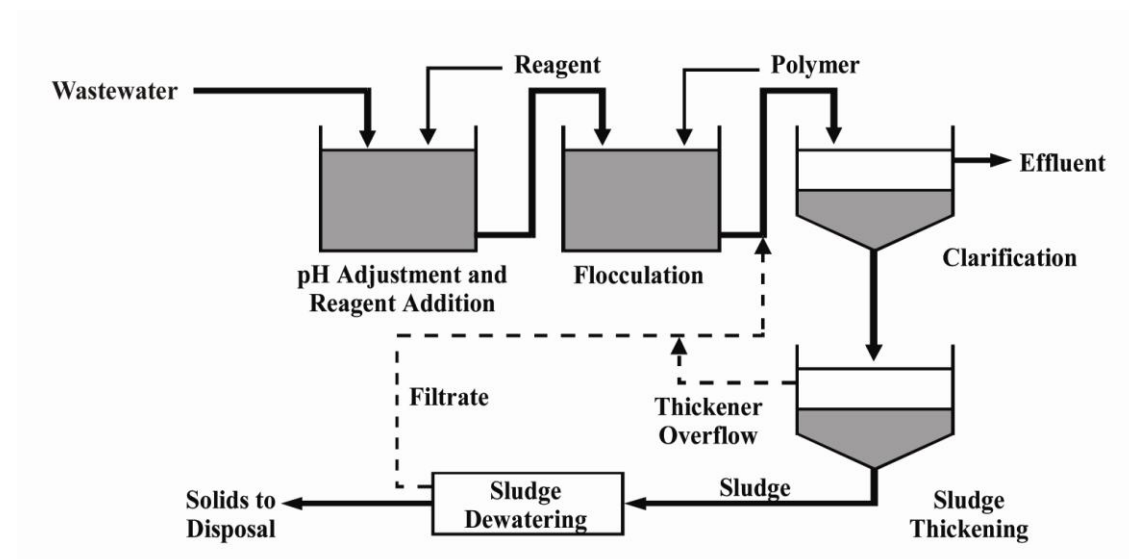 Reagent
Polymer
Wastewater
Effluent
Clarification
pH Adjustment and
Reagent Addition
Flocculation
Filtrate
Thickener
Overflow
Sludge
Dewatering
Sludge
Solids to
Disposal
Sludge
Thickening